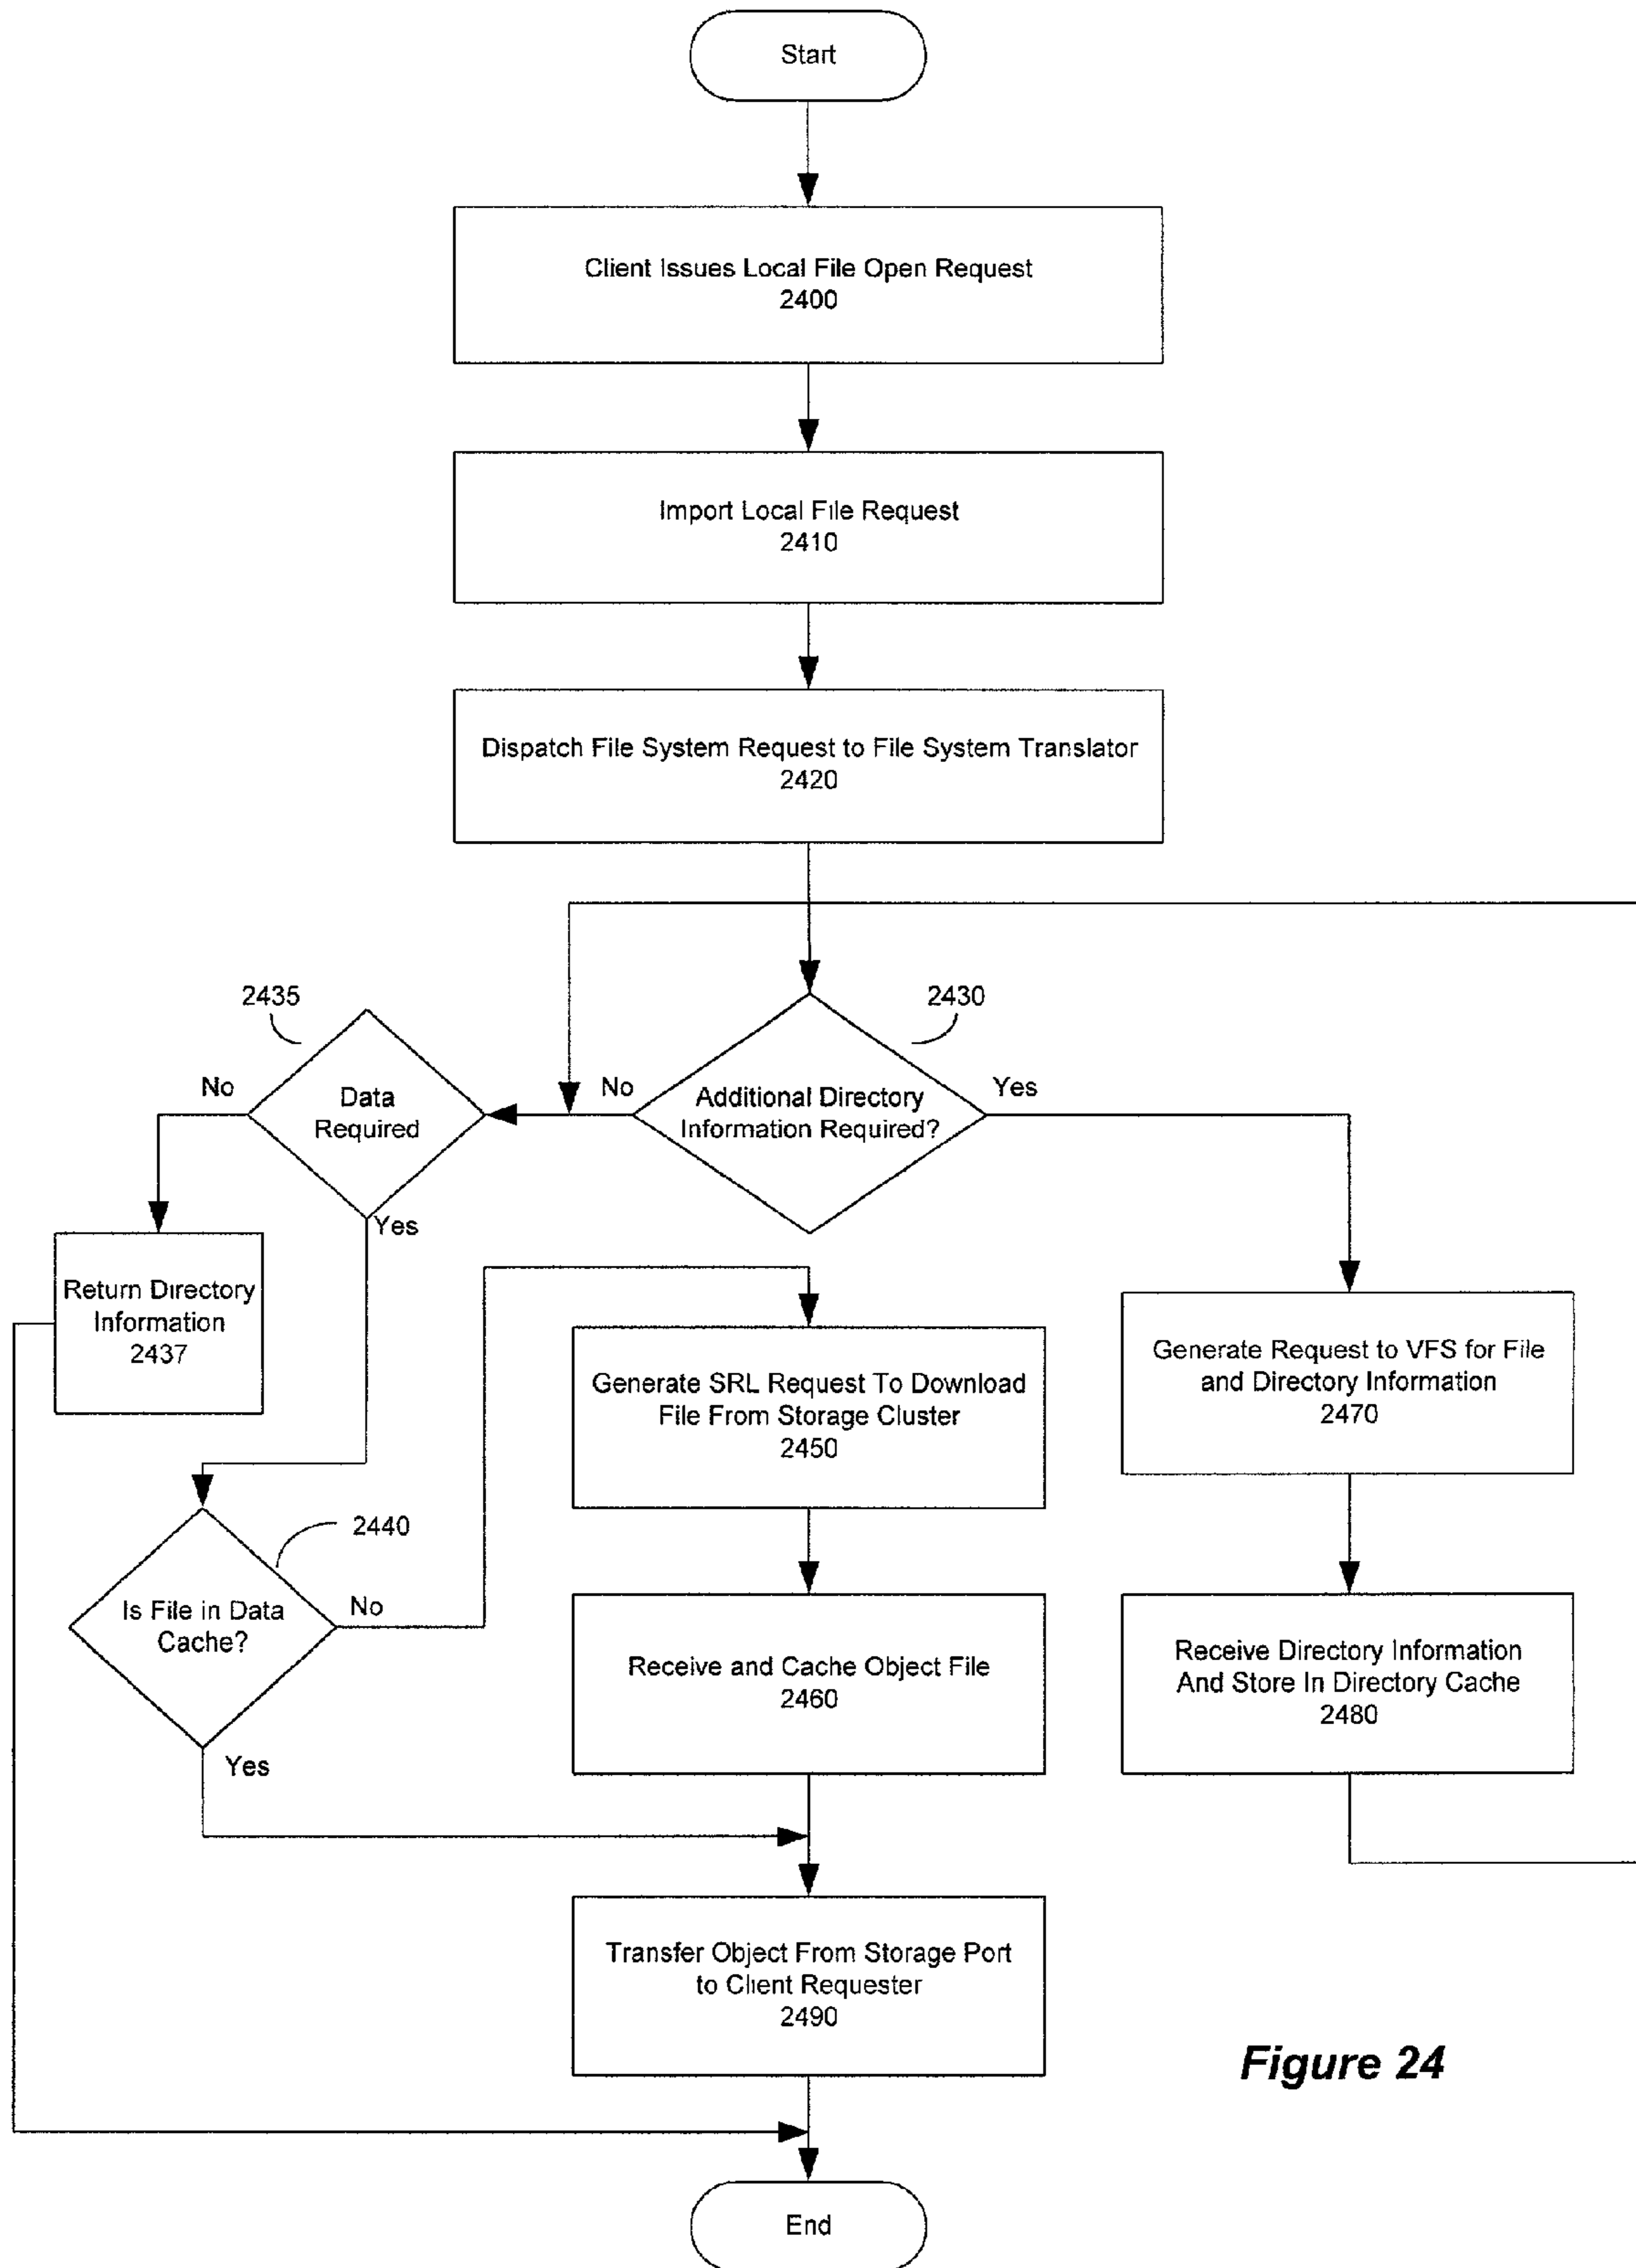 Start
Client Issues Local File Open Request
2400
Import Local File Request
2410
Dispatch File System Request to File System Translator
2420
2435
2430
No
Data
Required
No
Additional Directory
Information Required?
Yes
Yes
Return Directory
Information
2437
Generate SRL Request To Download
File From Storage Cluster
2450
Generate Request to VFS for File
and Directory Information
2470
2440
Is File in Data
Cache?
No
Yes
Receive and Cache Object File
2460
Receive Directory Information
And Store In Directory Cache
2480
Transfer Object From Storage Port
to Client Requester
2490
Figure 24
End